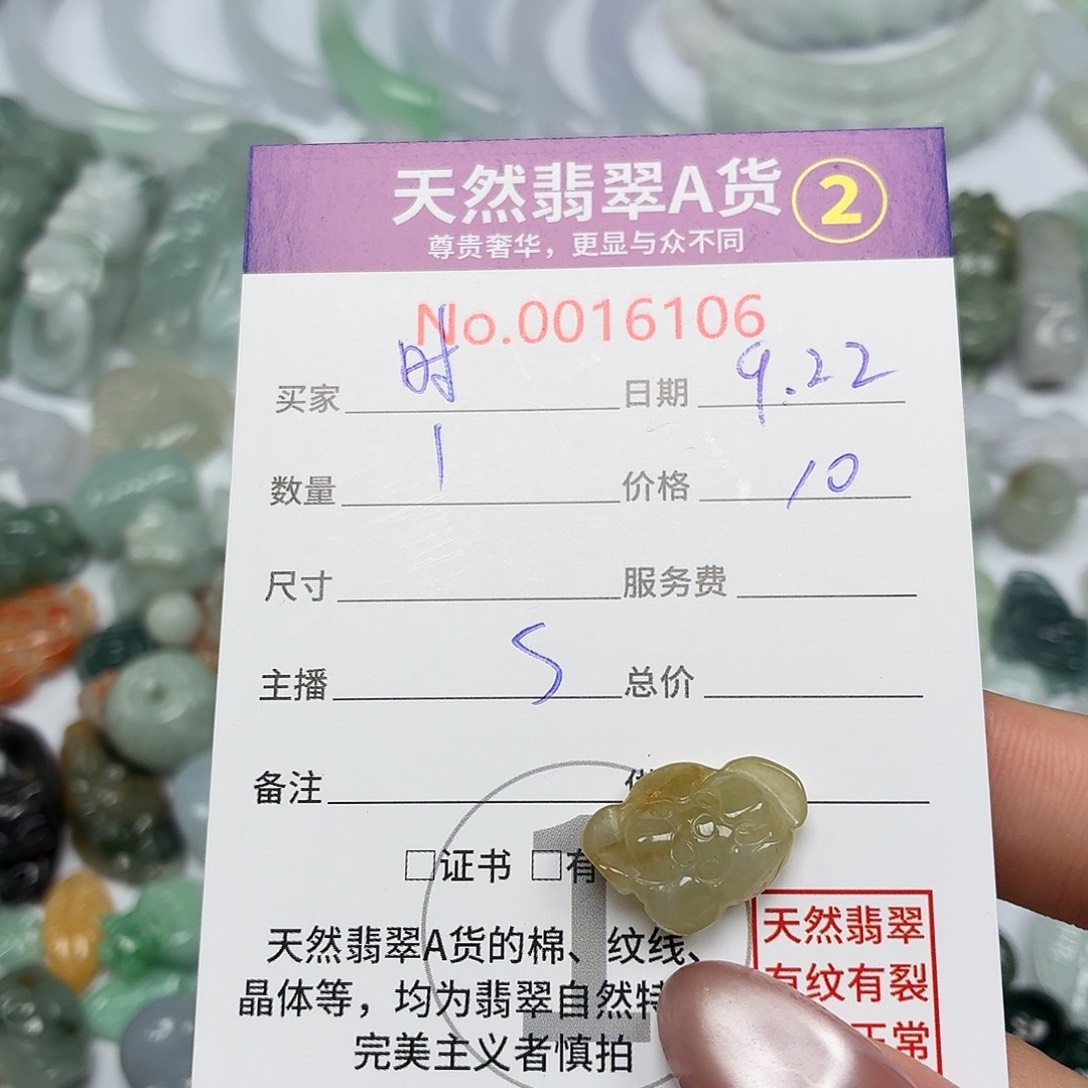 天然翡翠A货 2
尊贵奢华，更显与众不同
No.0016106
买家 时 日期 9.22
数量 1 价格 10
尺寸 服务费
主播 S 总价
备注
□证书 □有
天然翡翠A货的棉、纹线、
晶体等，均为翡翠自然特
完美主义者慎拍
1
天然翡翠
有纹有裂
正常